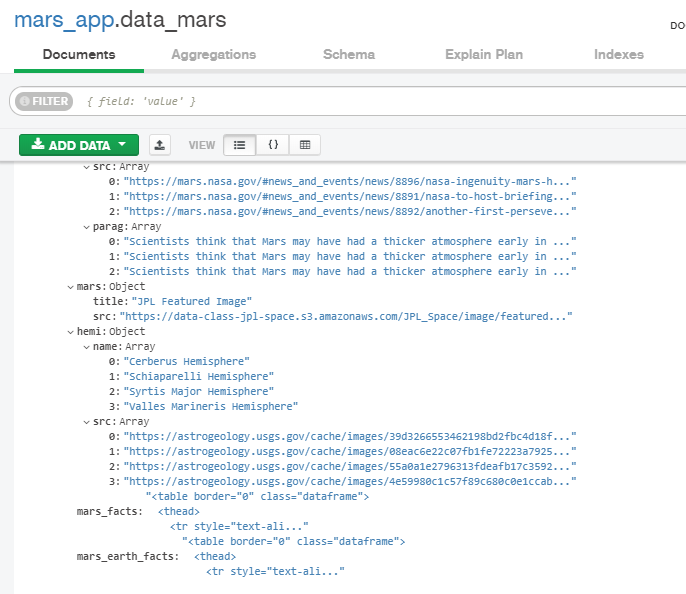 mars_app.data_mars
DO
Documents Aggregations Schema Explain Plan Indexes
FILTER { field: 'value' }
ADD DATA VIEW {}
src: Array
0: "https://mars.nasa.gov/#news_and_events/news/8896/nasa-ingenuity-mars-h..."
1: "https://mars.nasa.gov/#news_and_events/news/8891/nasa-to-host-briefing..."
2: "https://mars.nasa.gov/#news_and_events/news/8892/another-first-perseve..."
parag: Array
0: "Scientists think that Mars may have had a thicker atmosphere early in ..."
1: "Scientists think that Mars may have had a thicker atmosphere early in ..."
2: "Scientists think that Mars may have had a thicker atmosphere early in ..."
mars: Object
title: "JPL Featured Image"
src: "https://data-class-jpl-space.s3.amazonaws.com/JPL_Space/image/featured..."
hemi: Object
name: Array
0: "Cerberus Hemisphere"
1: "Schiaparelli Hemisphere"
2: "Syrtis Major Hemisphere"
3: "Valles Marineris Hemisphere"
src: Array
0: "https://astrogeology.usgs.gov/cache/images/39d3266553462198bd2fbc4d18f..."
1: "https://astrogeology.usgs.gov/cache/images/08eac6e22c07fb1fe72223a7925..."
2: "https://astrogeology.usgs.gov/cache/images/55a0a1e2796313fdeafb17c3592..."
3: "https://astrogeology.usgs.gov/cache/images/4e59980c1c57f89c680c0e1ccab..."
"<table border="0" class="dataframe">
mars_facts: <thead>
<tr style="text-ali..."
"<table border="0" class="dataframe">
mars_earth_facts: <thead>
<tr style="text-ali..."